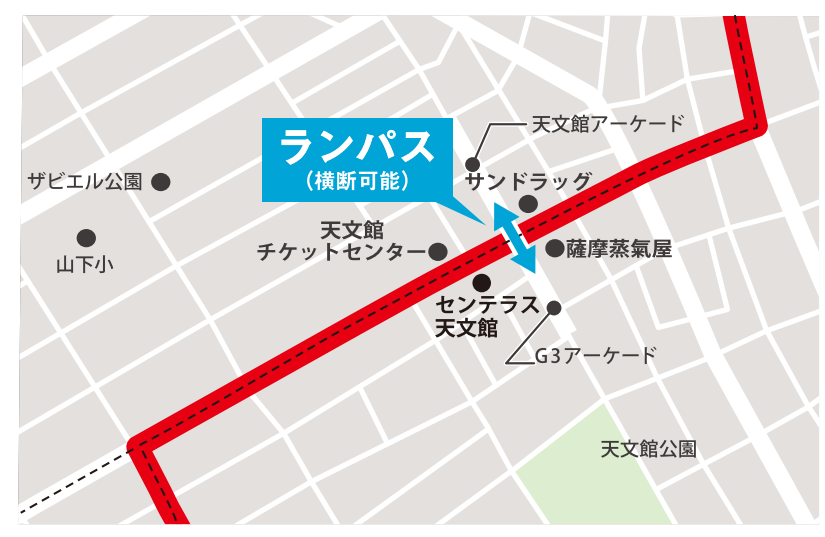 天文館アーケード
ランパス
(横断可能)
サンドラッグ
ザビエル公園
天文館
チケットセンター
薩摩蒸氣屋
山下小
センテラス
天文館
G3アーケード
天文館公園